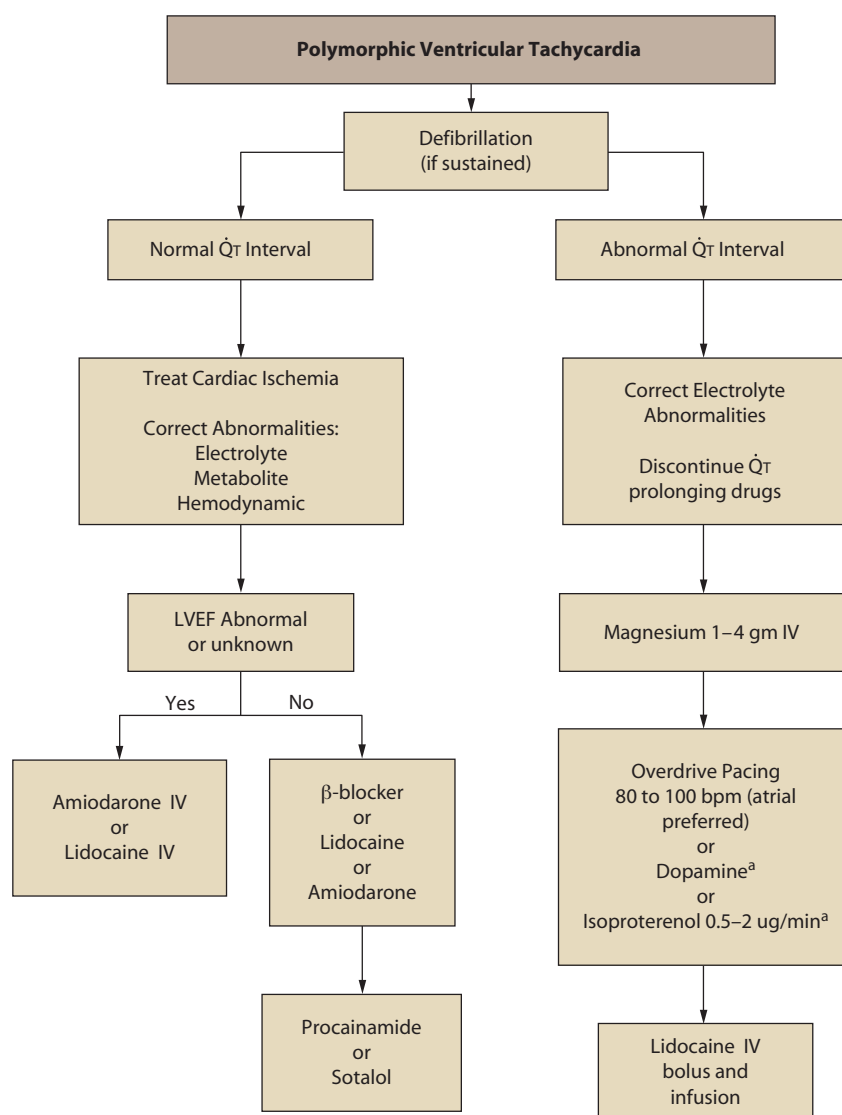 Polymorphic Ventricular Tachycardia
Defibrillation
(if sustained)
Normal Q̇ᴛ Interval
Abnormal Q̇ᴛ Interval
Treat Cardiac Ischemia
Correct Abnormalities:
Electrolyte
Metabolite
Hemodynamic
Correct Electrolyte
Abnormalities
Discontinue Q̇ᴛ
prolonging drugs
LVEF Abnormal
or unknown
Magnesium 1–4 gm IV
Yes
No
Amiodarone IV
or
Lidocaine IV
β-blocker
or
Lidocaine
or
Amiodarone
Overdrive Pacing
80 to 100 bpm (atrial
preferred)
or
Dopamineᵃ
or
Isoproterenol 0.5–2 ug/minᵃ
Procainamide
or
Sotalol
Lidocaine IV
bolus and
infusion